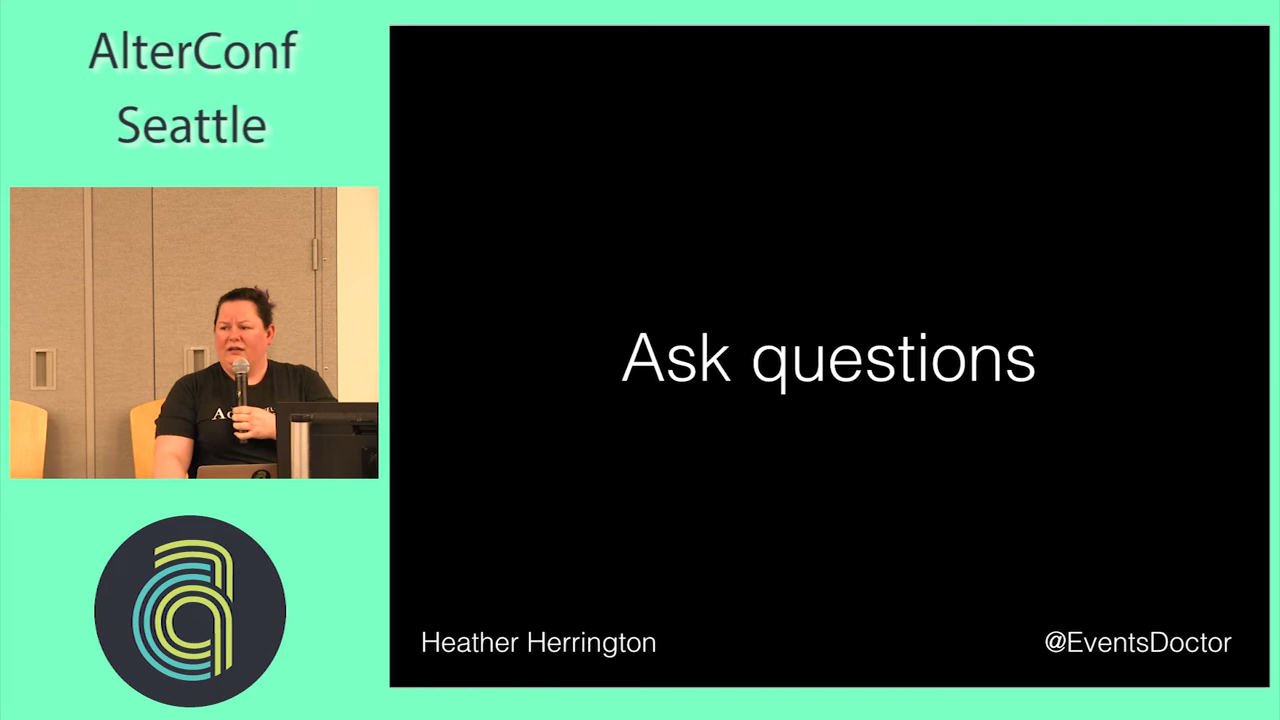 AlterConf
Seattle
Ask questions
Heather Herrington
@EventsDoctor